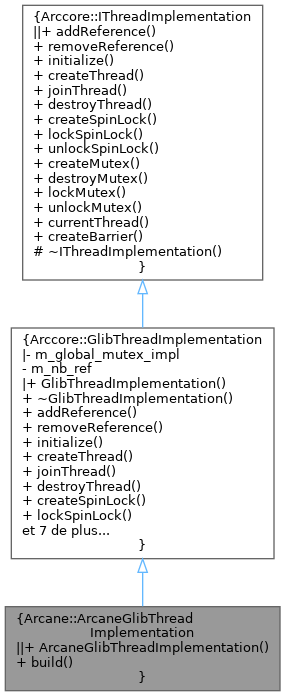 {Arccore::IThreadImplementation
||+ addReference()
+ removeReference()
+ initialize()
+ createThread()
+ joinThread()
+ destroyThread()
+ createSpinLock()
+ lockSpinLock()
+ unlockSpinLock()
+ createMutex()
+ destroyMutex()
+ lockMutex()
+ unlockMutex()
+ currentThread()
+ createBarrier()
# ~IThreadImplementation()
}
{Arccore::GlibThreadImplementation
|- m_global_mutex_impl
- m_nb_ref
|+ GlibThreadImplementation()
+ ~GlibThreadImplementation()
+ addReference()
+ removeReference()
+ initialize()
+ createThread()
+ joinThread()
+ destroyThread()
+ createSpinLock()
+ lockSpinLock()
et 7 de plus...
}
{Arcane::ArcaneGlibThread
Implementation
||+ ArcaneGlibThreadImplementation()
+ build()
}